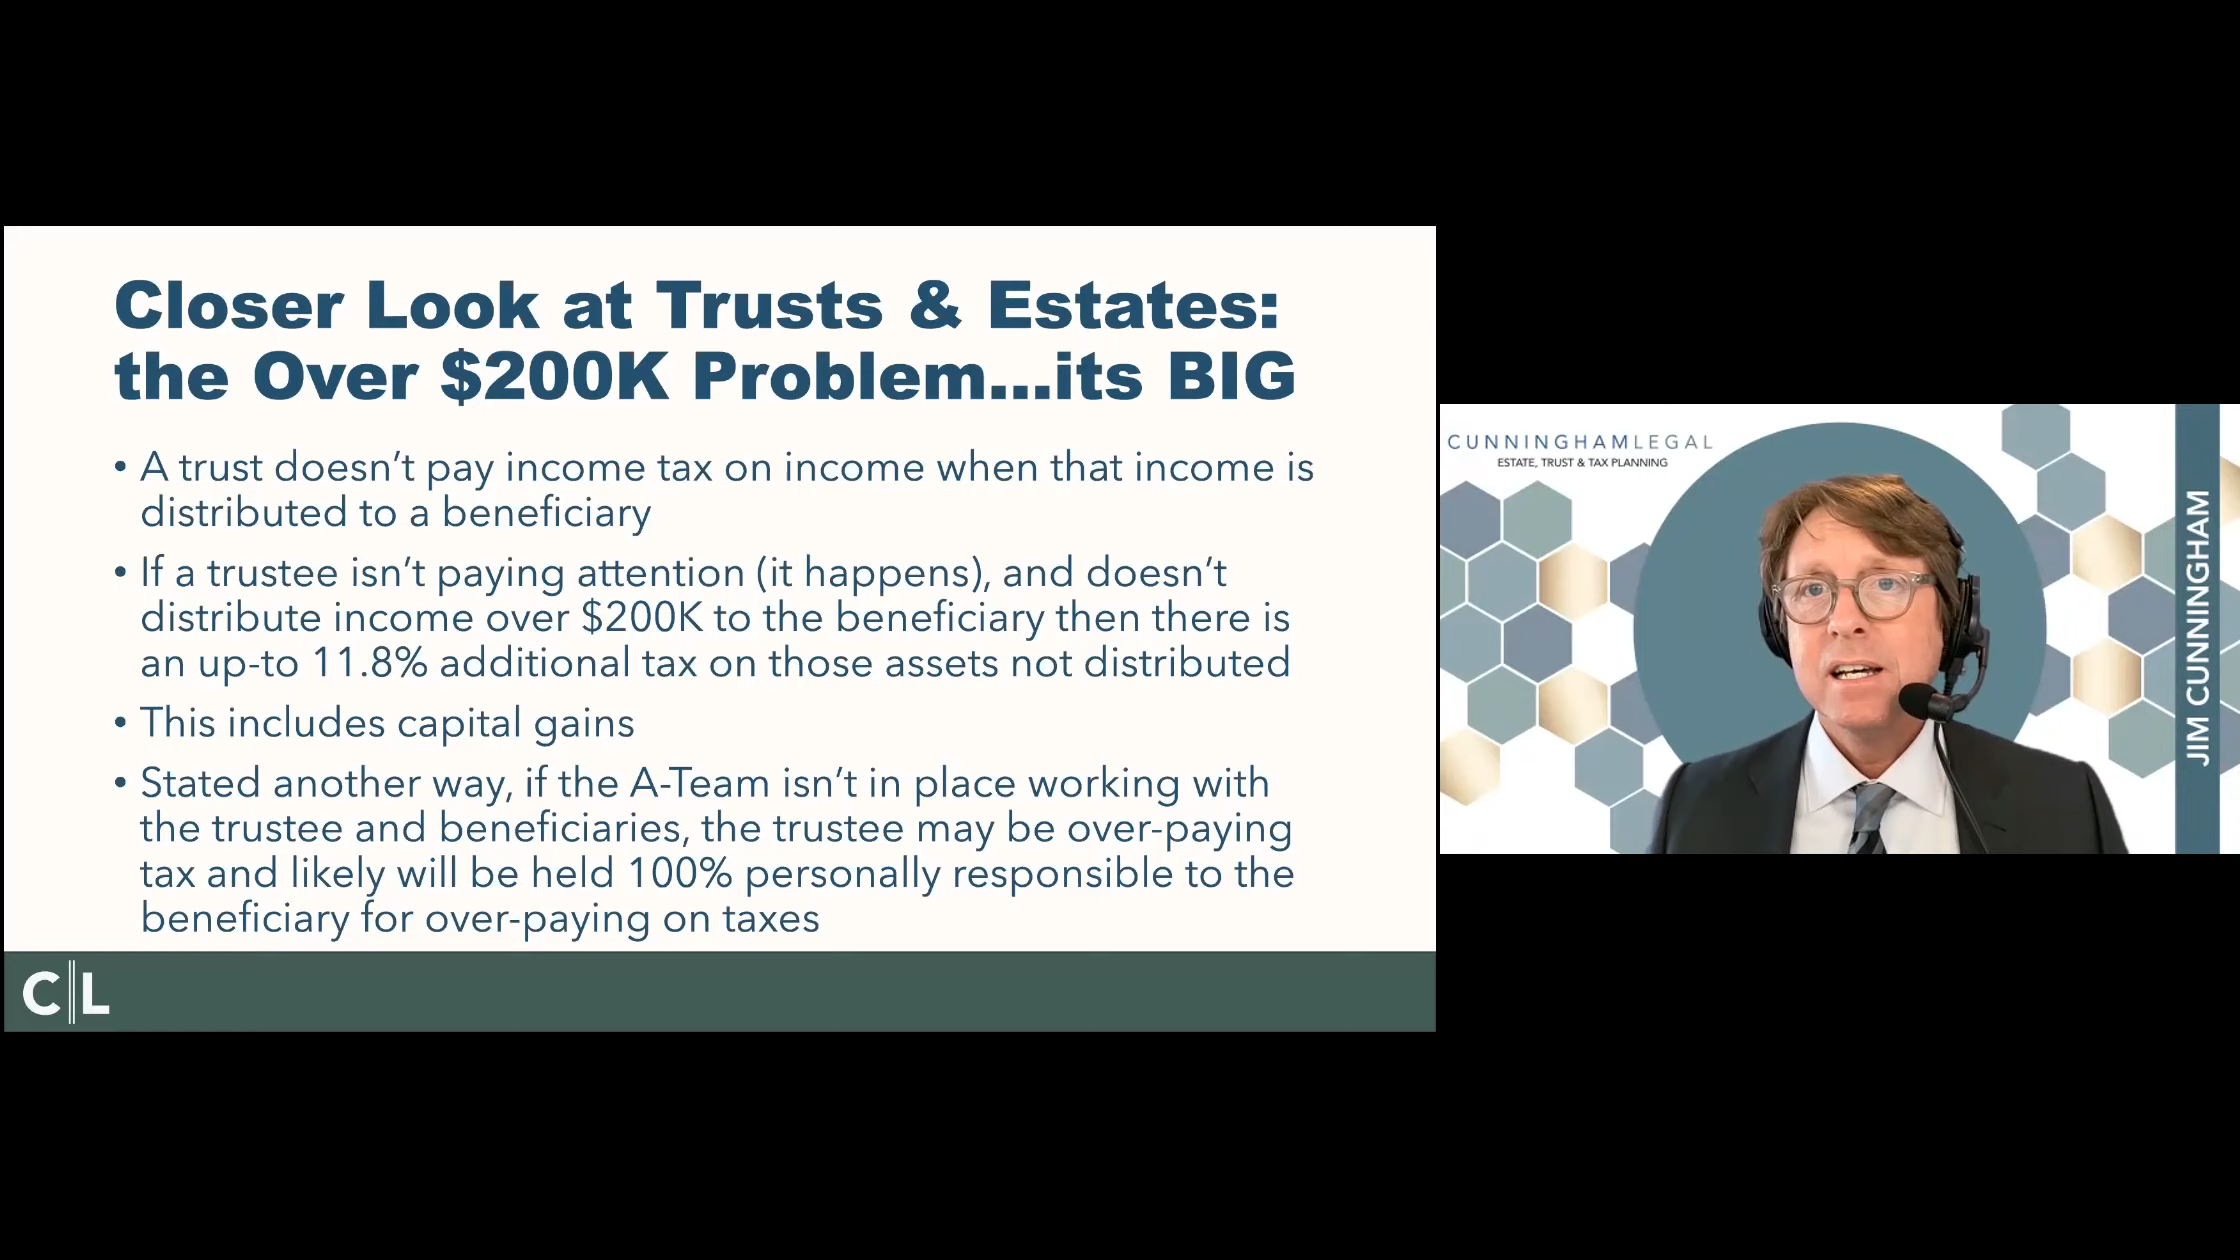 Closer Look at Trusts & Estates:
the Over $200K Problem...its BIG
• A trust doesn’t pay income tax on income when that income is
distributed to a beneficiary
• If a trustee isn’t paying attention (it happens), and doesn’t
distribute income over $200K to the beneficiary then there is
an up-to 11.8% additional tax on those assets not distributed
• This includes capital gains
• Stated another way, if the A-Team isn’t in place working with
the trustee and beneficiaries, the trustee may be over-paying
tax and likely will be held 100% personally responsible to the
beneficiary for over-paying on taxes
C||L
CUNNINGHAMLEGAL
ESTATE, TRUST & TAX PLANNING
JIM CUNNINGHAM